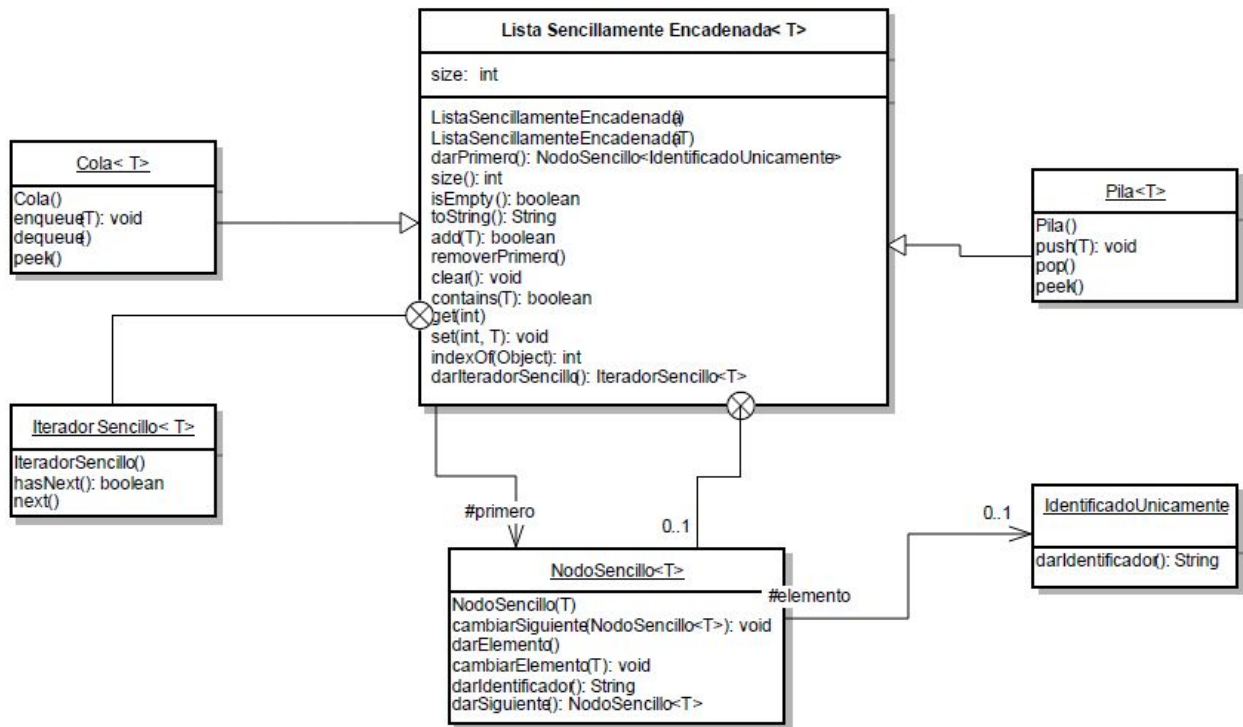 Lista Sencillamente Encadenada< T>
size: int
ListaSencillamenteEncadenada()
ListaSencillamenteEncadenada(T)
darPrimero(): NodoSencillo<IdentificadoUnicamente>
size(): int
isEmpty(): boolean
toString(): String
add(T): boolean
removerPrimero()
clear(): void
contains(T): boolean
get(int)
set(int, T): void
indexOf(Object): int
darIteradorSencillo(): IteradorSencillo<T>
Cola< T>
Cola()
enqueue(T): void
dequeue()
peek()
Pila<T>
Pila()
push(T): void
pop()
peek()
Iterador Sencillo< T>
IteradorSencillo()
hasNext(): boolean
next()
#primero
0..1
NodoSencillo<T>
NodoSencillo(T)
cambiarSiguiente(NodoSencillo<T>): void
darElemento()
cambiarElemento(T): void
darIdentificador(): String
darSiguiente(): NodoSencillo<T>
#elemento
0..1
IdentificadoUnicamente
darIdentificador(): String